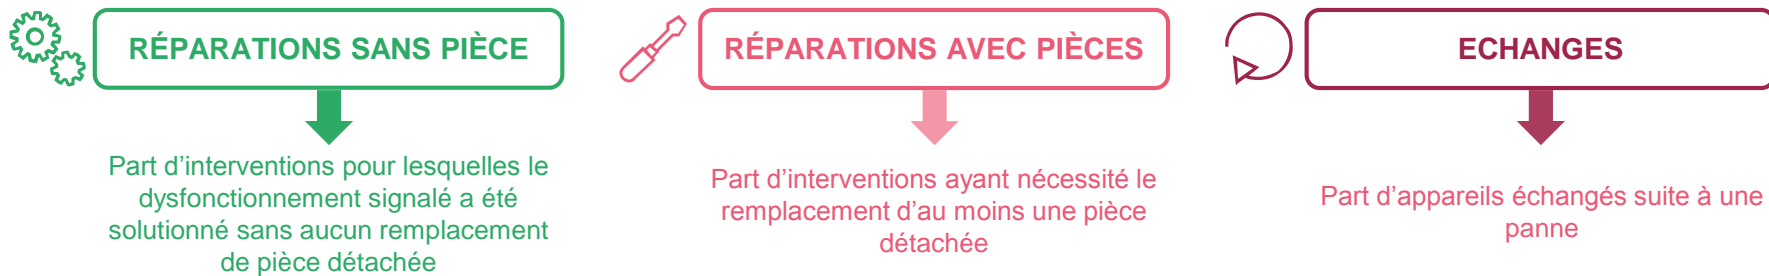 RÉPARATIONS SANS PIÈCE
Part d’interventions pour lesquelles le
dysfonctionnement signalé a été
solutionné sans aucun remplacement
de pièce détachée
RÉPARATIONS AVEC PIÈCES
Part d’interventions ayant nécessité le
remplacement d’au moins une pièce
détachée
ECHANGES
Part d’appareils échangés suite à une
panne